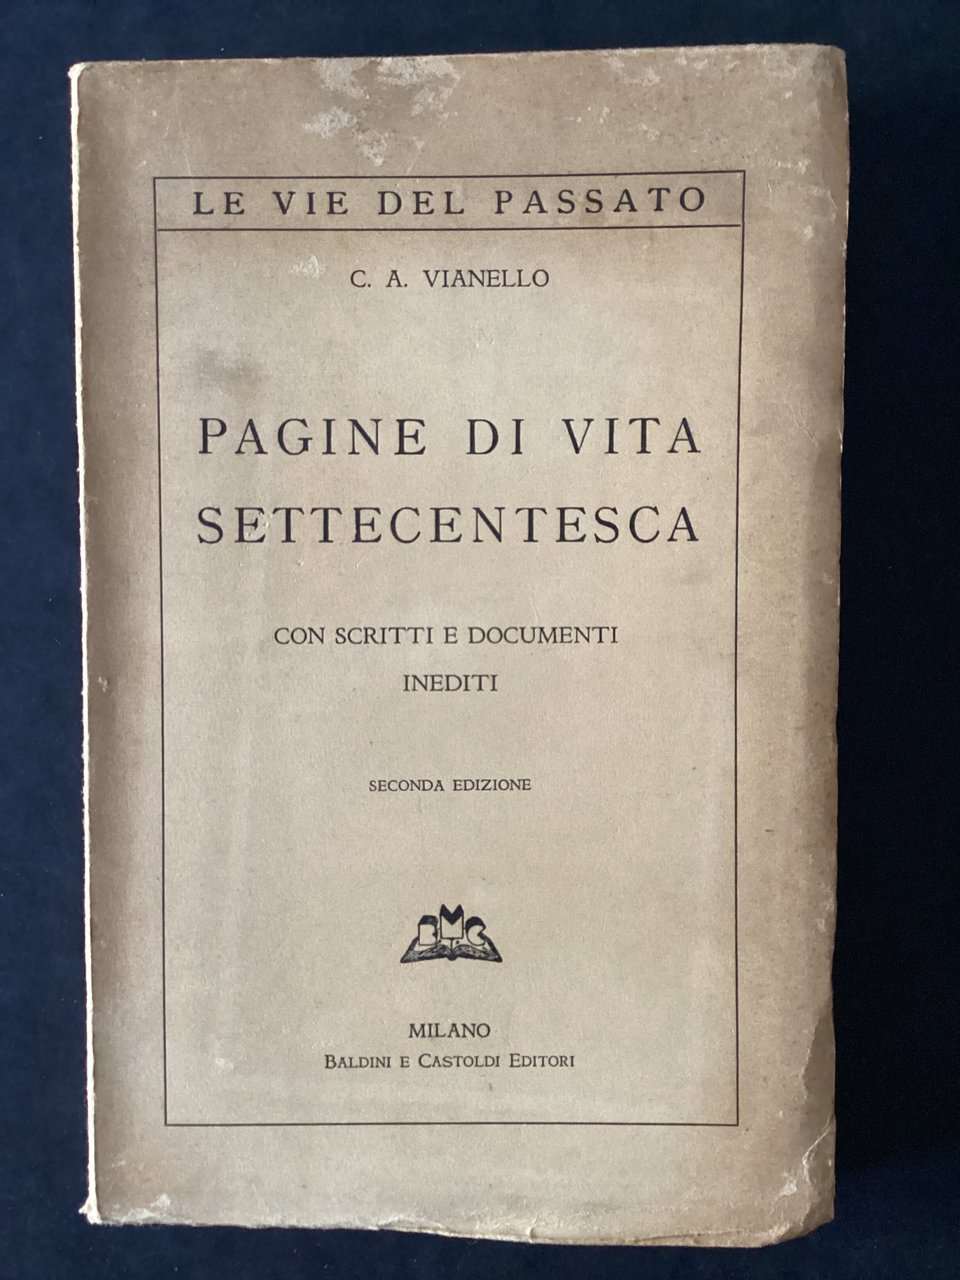 LE VIE DEL PASSATO
C. A. VIANELLO
PAGINE DI VITA
SETTECENTESCA
CON SCRITTI E DOCUMENTI
INEDITI
SECONDA EDIZIONE
BMC
MILANO
BALDINI E CASTOLDI EDITORI